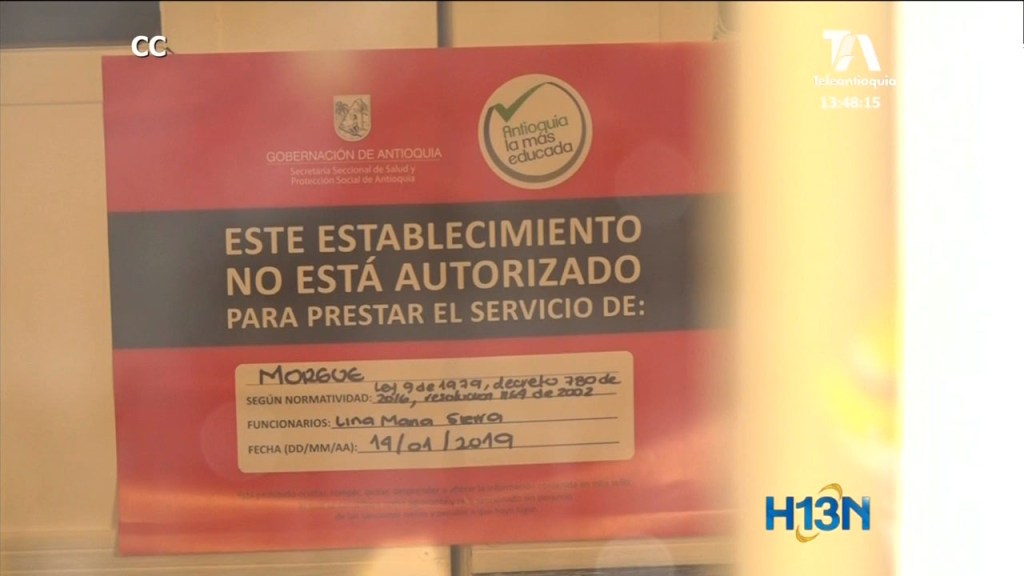 CC
TA
Teleantioquia
13:48:15
GOBERNACIÓN DE ANTIOQUIA
Secretaría Seccional de Salud y
Protección Social de Antioquia
Antioquia
la más
educada
ESTE ESTABLECIMIENTO
NO ESTÁ AUTORIZADO
PARA PRESTAR EL SERVICIO DE:
MORGUE
SEGÚN NORMATIVIDAD: Ley 9 de 1979, decreto 780 de
2016, resolucion 1164 de 2002
FUNCIONARIOS: Lina Maria Sierra
FECHA (DD/MM/AA): 14/01/2019
H13N